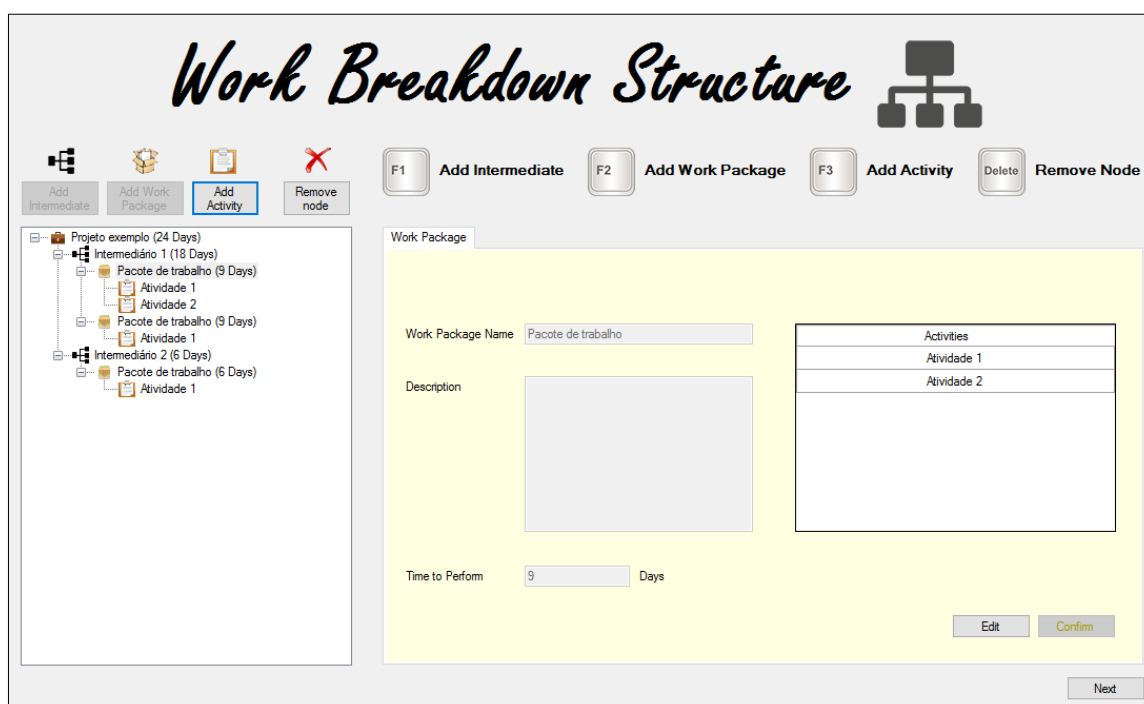 Work Breakdown Structure
Add Intermediate
Add Work Package
Add Activity
Remove node
F1 Add Intermediate F2 Add Work Package F3 Add Activity Delete Remove Node
Projeto exemplo (24 Days)
Intermediário 1 (18 Days)
Pacote de trabalho (9 Days)
Atividade 1
Atividade 2
Pacote de trabalho (9 Days)
Atividade 1
Intermediário 2 (6 Days)
Pacote de trabalho (6 Days)
Atividade 1
Work Package
Work Package Name Pacote de trabalho
Description
Time to Perform 9 Days
Activities
Atividade 1
Atividade 2
Edit Confirm
Next